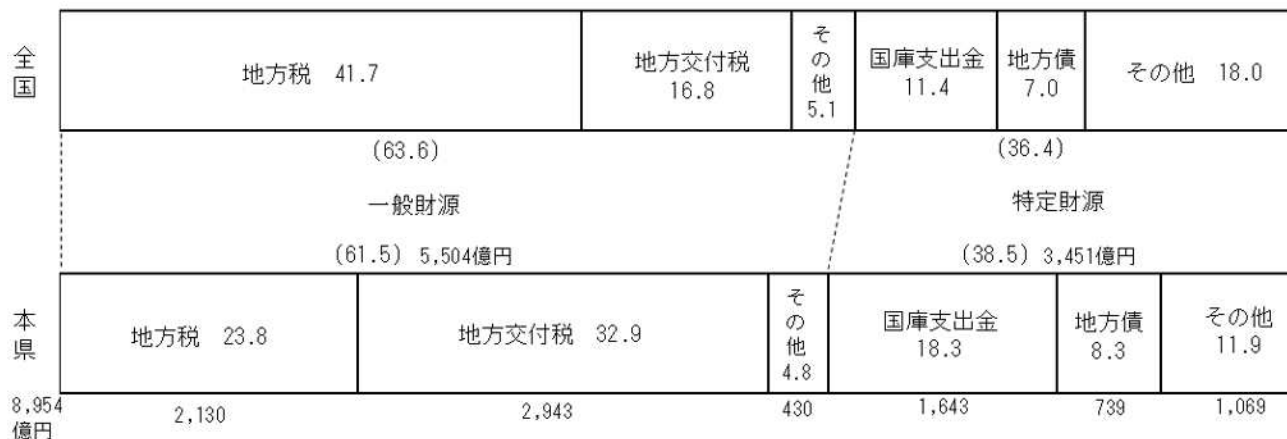 全国
地方税 41.7
地方交付税
16.8
その他
5.1
国庫支出金
11.4
地方債
7.0
その他 18.0
(63.6)
(36.4)
一般財源
特定財源
(61.5) 5,504億円
(38.5) 3,451億円
本県
地方税 23.8
地方交付税 32.9
その他
4.8
国庫支出金
18.3
地方債
8.3
その他
11.9
8,954
億円
2,130
2,943
430
1,643
739
1,069